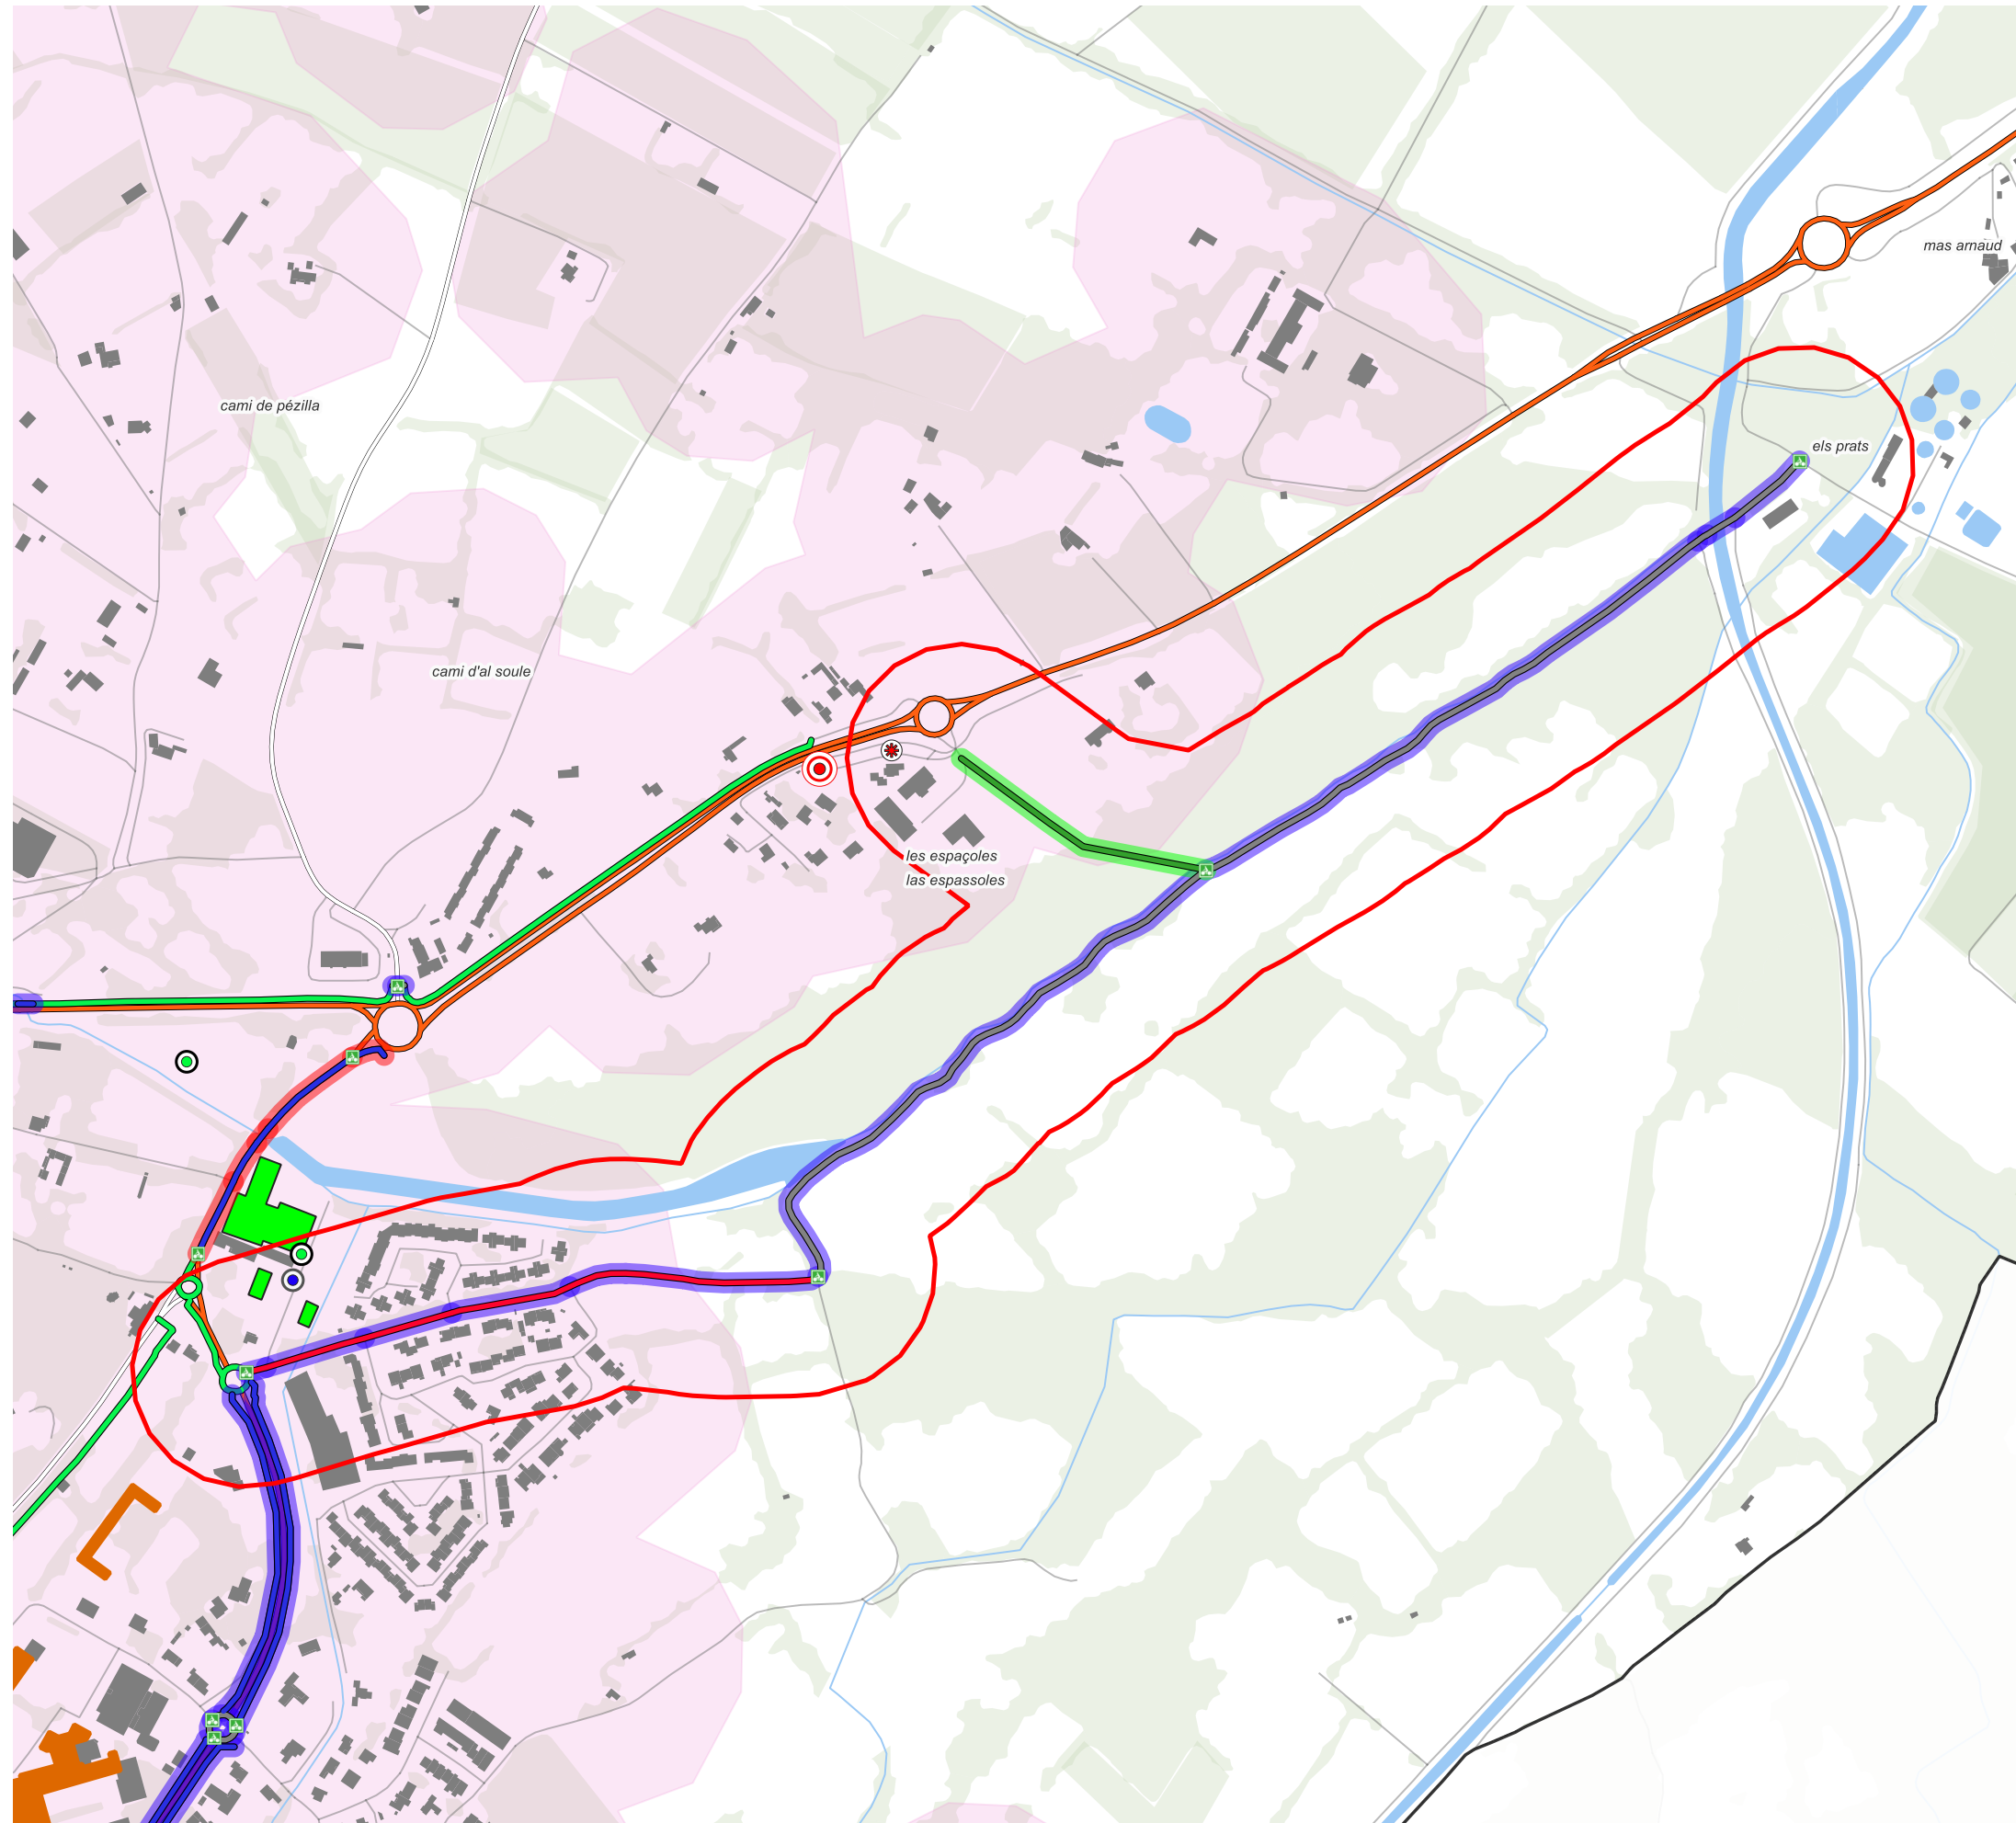 mas arnaud
cami de pézilla
els prats
cami d'al soule
les espaçoles
las espassoles